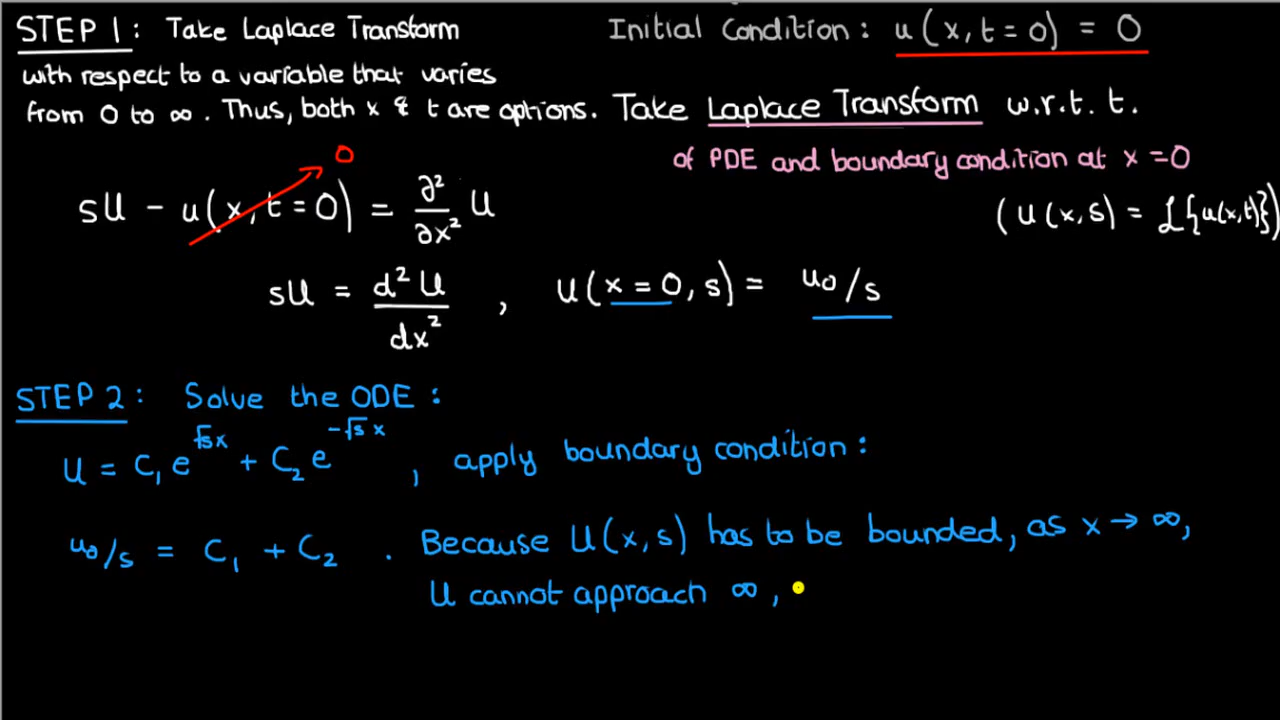 STEP 1: Take Laplace Transform
Initial Condition: u(x,t=0) = 0
with respect to a variable that varies
from 0 to ∞. Thus, both x & t are options. Take Laplace Transform w.r.t. t.
of PDE and boundary condition at x=0
0
sU - u(x,t=0) = ∂²/∂x² U
(U(x,s) = ℒ{u(x,t)})
sU = d²U/dx² , U(x=0,s) = u₀/s
STEP 2: Solve the ODE:
U = C₁e^(√s x) + C₂e^(-√s x) , apply boundary condition:
u₀/s = C₁ + C₂ . Because U(x,s) has to be bounded, as x → ∞,
U cannot approach ∞,